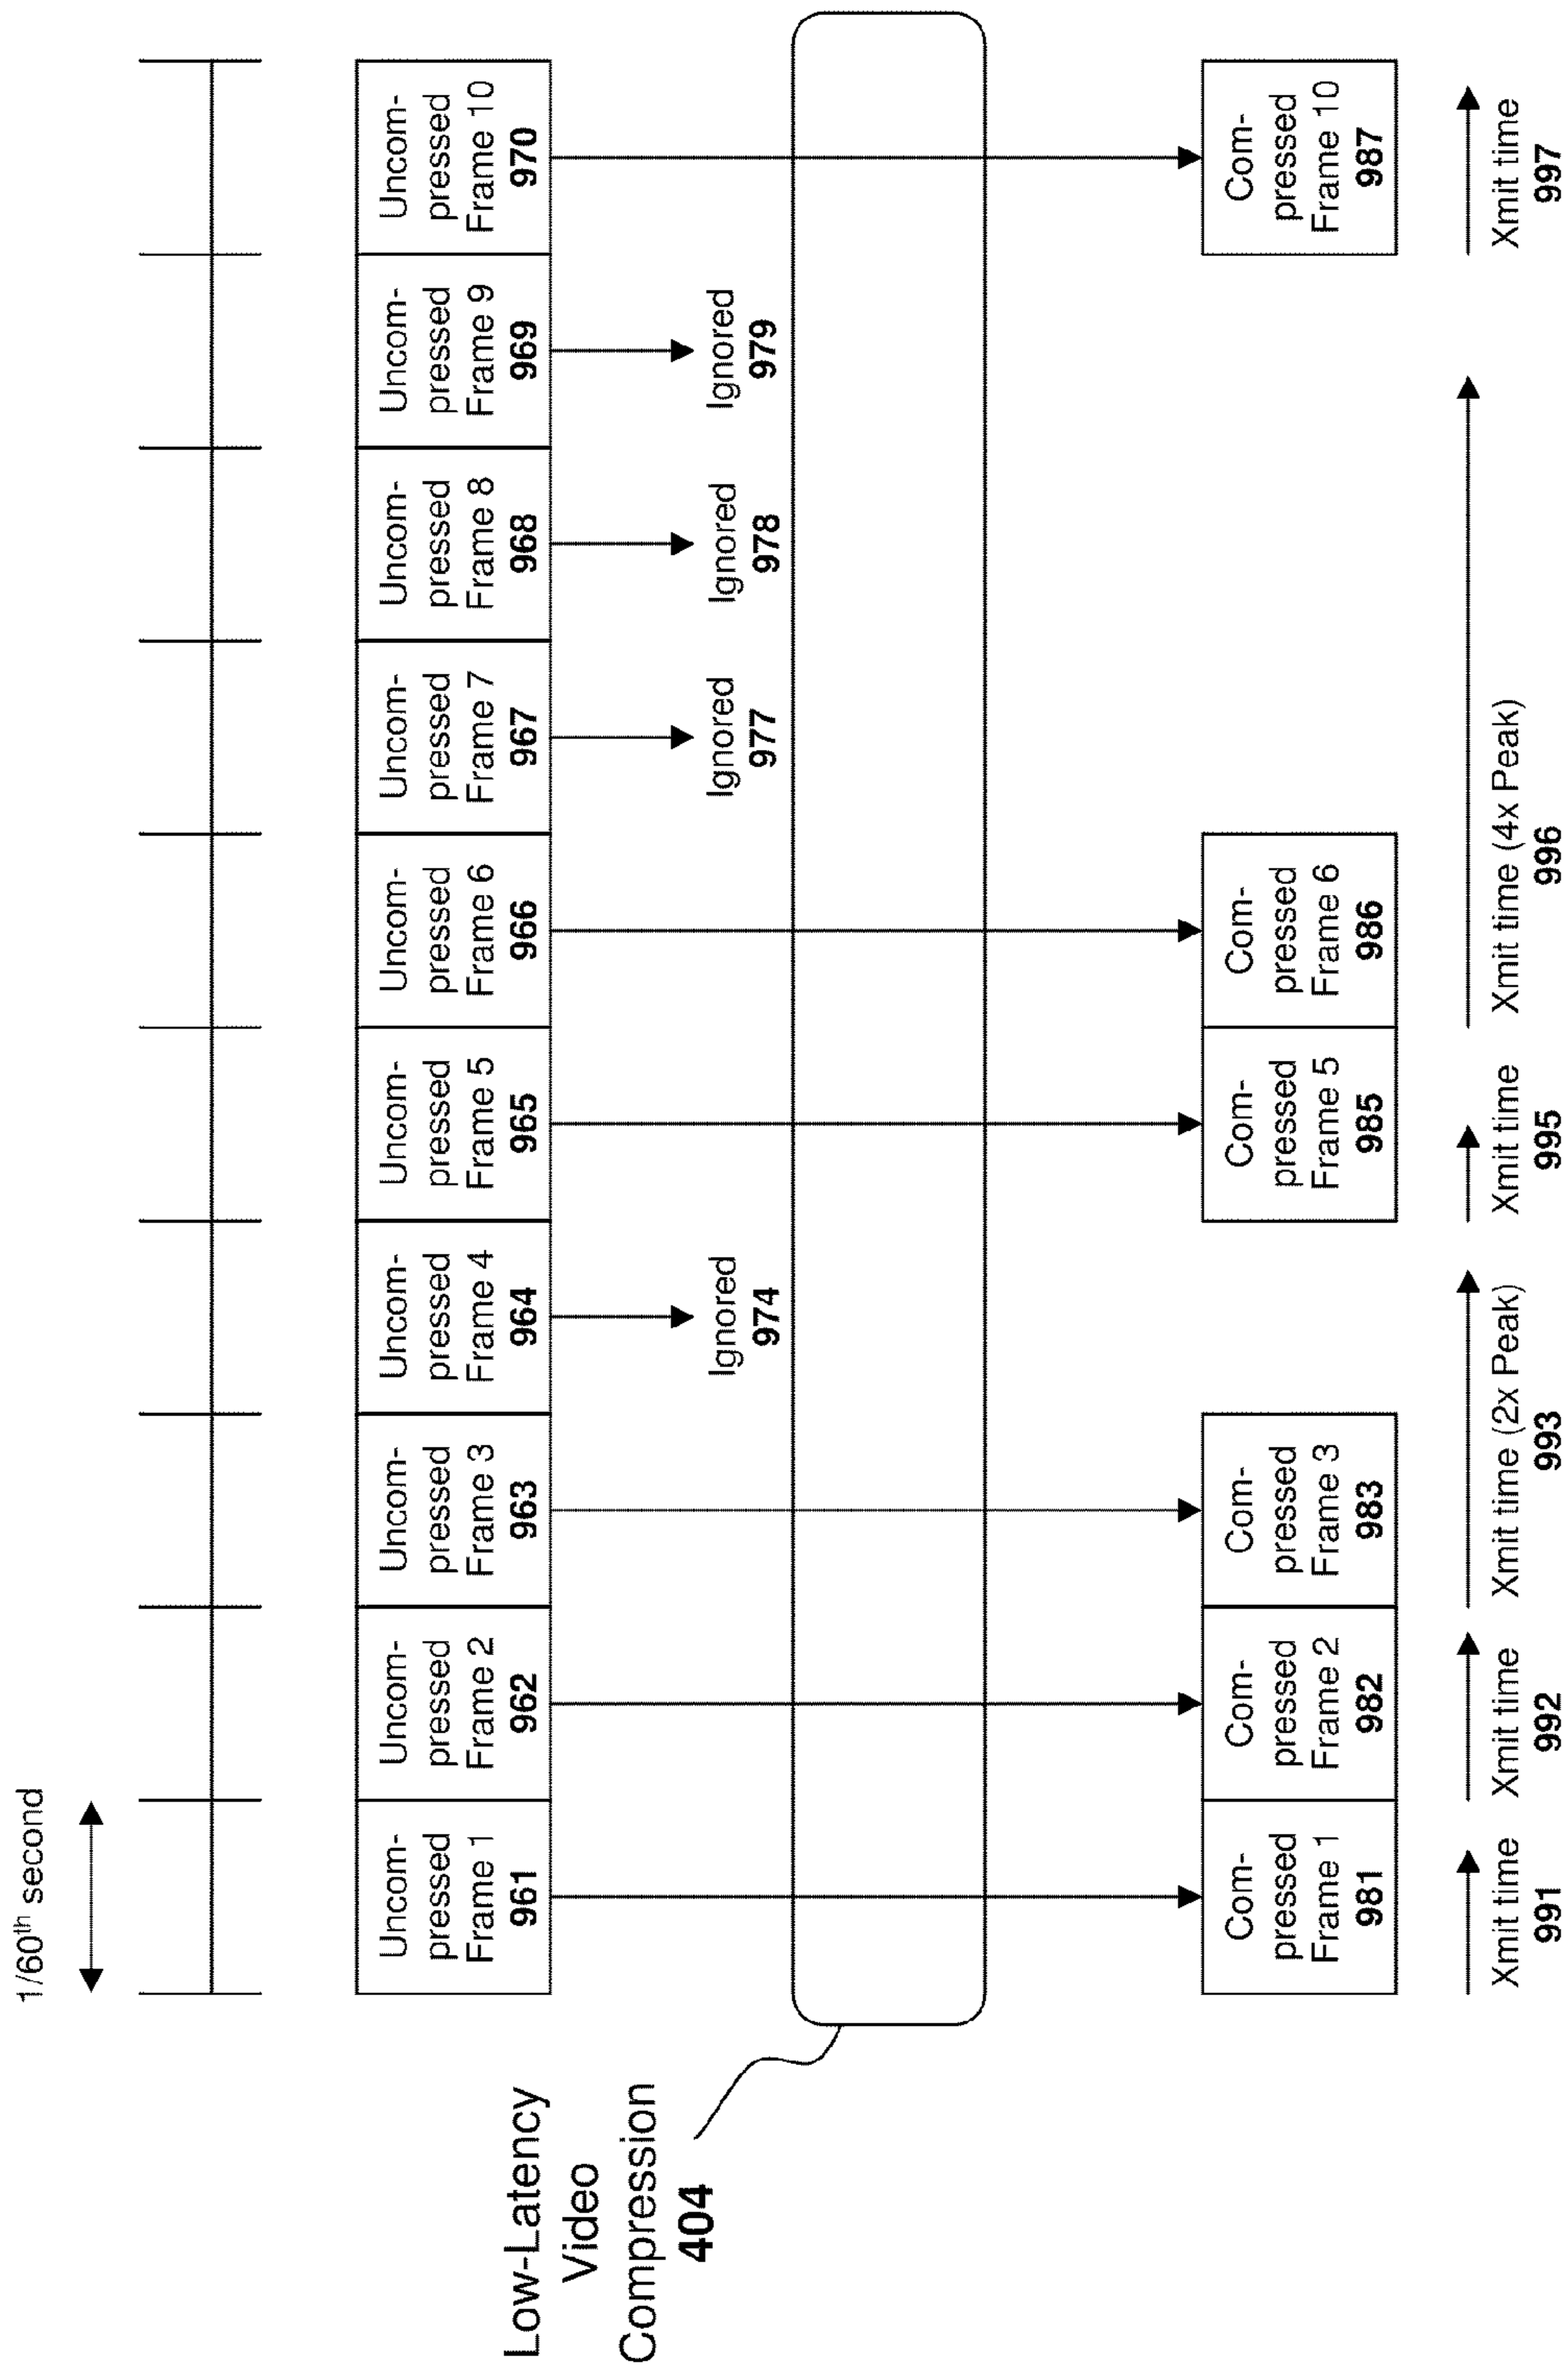 1/60th second
Uncom-
pressed
Frame 1
961
Uncom-
pressed
Frame 2
962
Uncom-
pressed
Frame 3
963
Uncom-
pressed
Frame 4
964
Uncom-
pressed
Frame 5
965
Uncom-
pressed
Frame 6
966
Uncom-
pressed
Frame 7
967
Uncom-
pressed
Frame 8
968
Uncom-
pressed
Frame 9
969
Uncom-
pressed
Frame 10
970
Ignored
974
Ignored
977
Ignored
978
Ignored
979
Low-Latency
Video
Compression
404
Com-
pressed
Frame 1
981
Com-
pressed
Frame 2
982
Com-
pressed
Frame 3
983
Com-
pressed
Frame 5
985
Com-
pressed
Frame 6
986
Com-
pressed
Frame 10
987
Xmit time
991
Xmit time
992
Xmit time (2x Peak)
993
Xmit time
995
Xmit time (4x Peak)
996
Xmit time
997